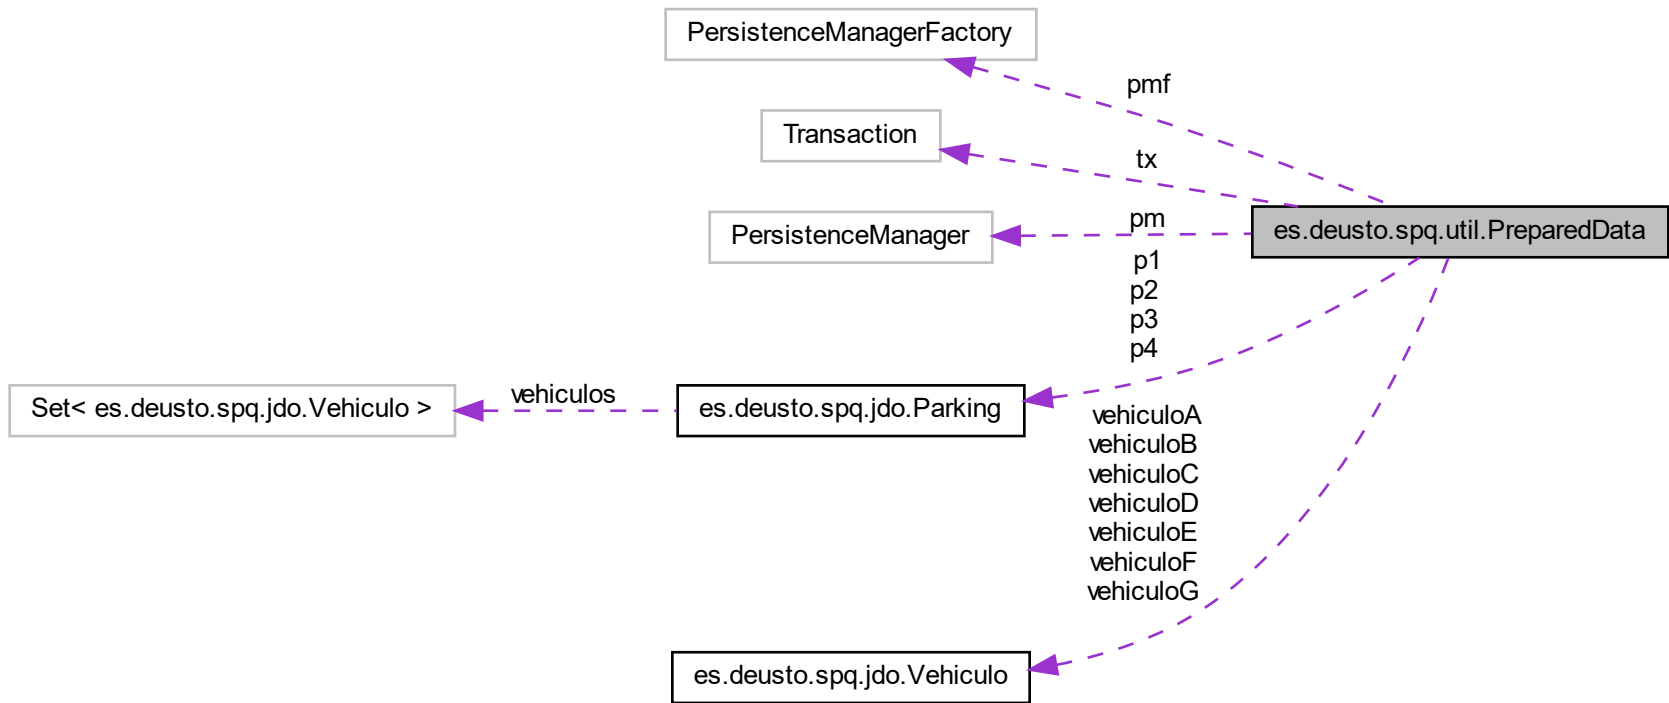 PersistenceManagerFactory
pmf
Transaction
tx
PersistenceManager
pm
es.deusto.spq.util.PreparedData
p1
p2
p3
p4
Set< es.deusto.spq.jdo.Vehiculo >
vehiculos
es.deusto.spq.jdo.Parking
vehiculoA
vehiculoB
vehiculoC
vehiculoD
vehiculoE
vehiculoF
vehiculoG
es.deusto.spq.jdo.Vehiculo